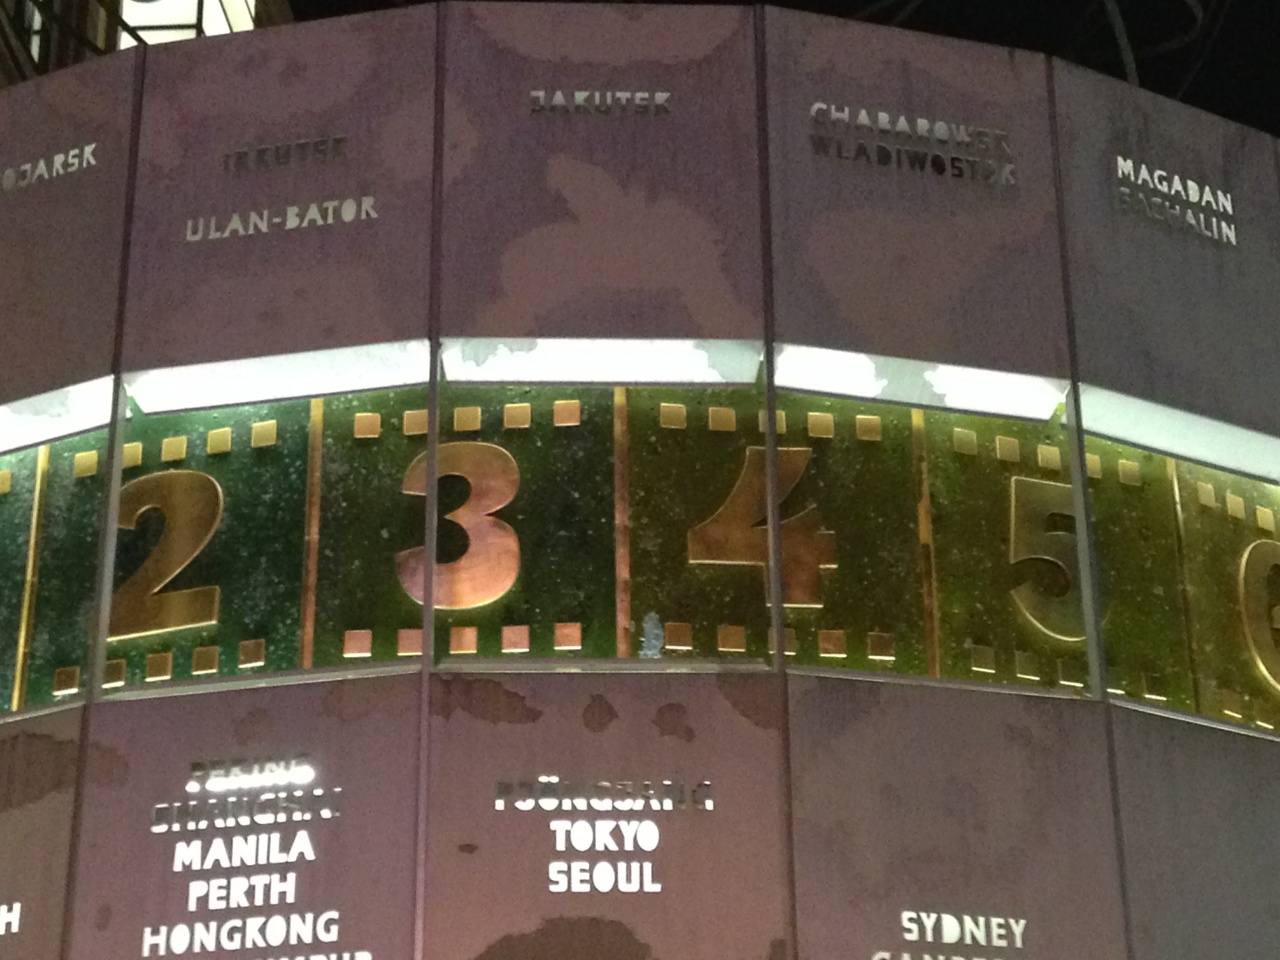 OJARSK
IRKUTSK
ULAN-BATOR
JAKUTSK
CHABAROWSK
WLADIWOSTOK
MAGADAN
SACHALIN
2
3
4
5
6
PEKING
SHANGHAI
MANILA
PERTH
HONGKONG
PJÖNGJANG
TOKYO
SEOUL
SYDNEY
H